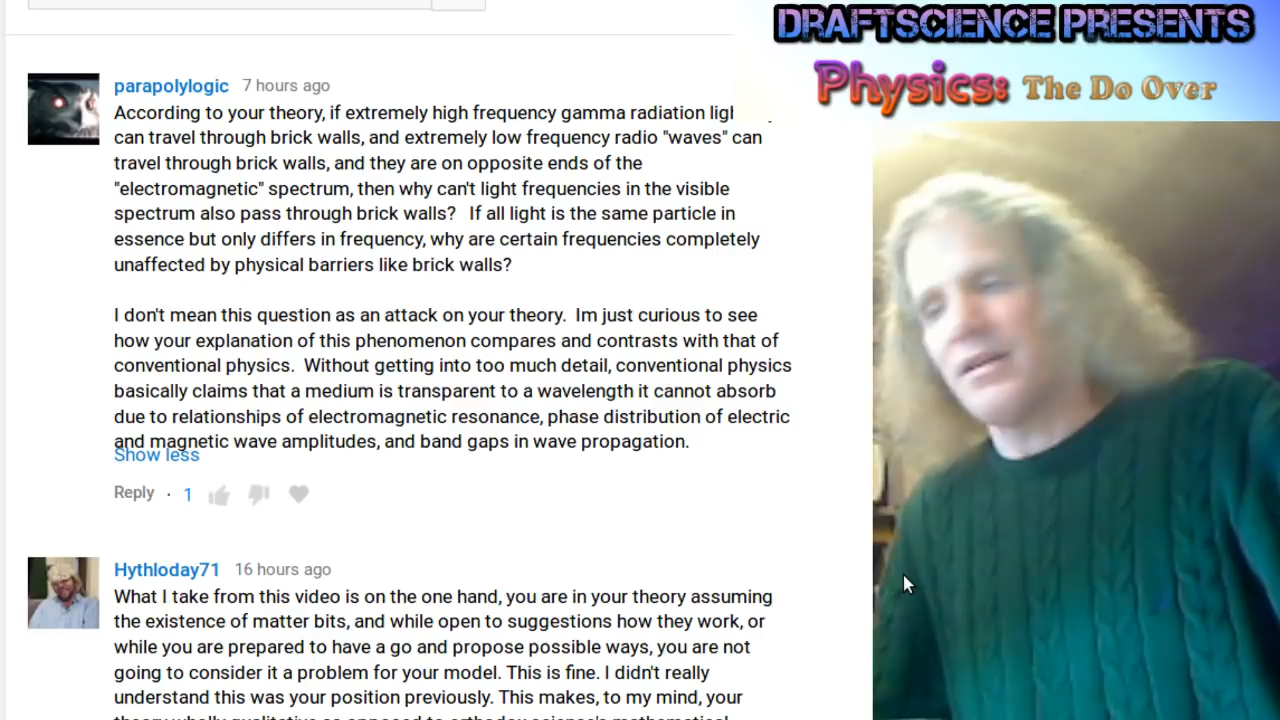 DRAFTSCIENCE PRESENTS
Physics: The Do Over
parapolylogic 7 hours ago
According to your theory, if extremely high frequency gamma radiation
can travel through brick walls, and extremely low frequency radio "waves" can
travel through brick walls, and they are on opposite ends of the
"electromagnetic" spectrum, then why can't light frequencies in the visible
spectrum also pass through brick walls? If all light is the same particle in
essence but only differs in frequency, why are certain frequencies completely
unaffected by physical barriers like brick walls?
I don't mean this question as an attack on your theory. Im just curious to see
how your explanation of this phenomenon compares and contrasts with that of
conventional physics. Without getting into too much detail, conventional physics
basically claims that a medium is transparent to a wavelength it cannot absorb
due to relationships of electromagnetic resonance, phase distribution of electric
and magnetic wave amplitudes, and band gaps in wave propagation.
Show less
Reply · 1
Hythloday71 16 hours ago
What I take from this video is on the one hand, you are in your theory assuming
the existence of matter bits, and while open to suggestions how they work, or
while you are prepared to have a go and propose possible ways, you are not
going to consider it a problem for your model. This is fine. I didn't really
understand this was your position previously. This makes, to my mind, your